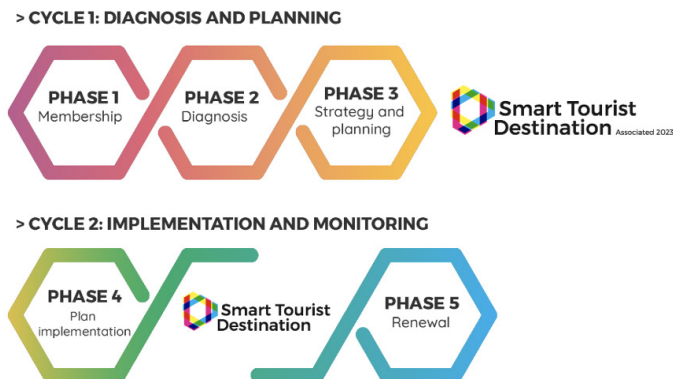 > CYCLE 1: DIAGNOSIS AND PLANNING
PHASE 1
Membership
PHASE 2
Diagnosis
PHASE 3
Strategy and
planning
Smart Tourist
Destination Associated 2023
> CYCLE 2: IMPLEMENTATION AND MONITORING
PHASE 4
Plan
implementation
Smart Tourist
Destination
PHASE 5
Renewal